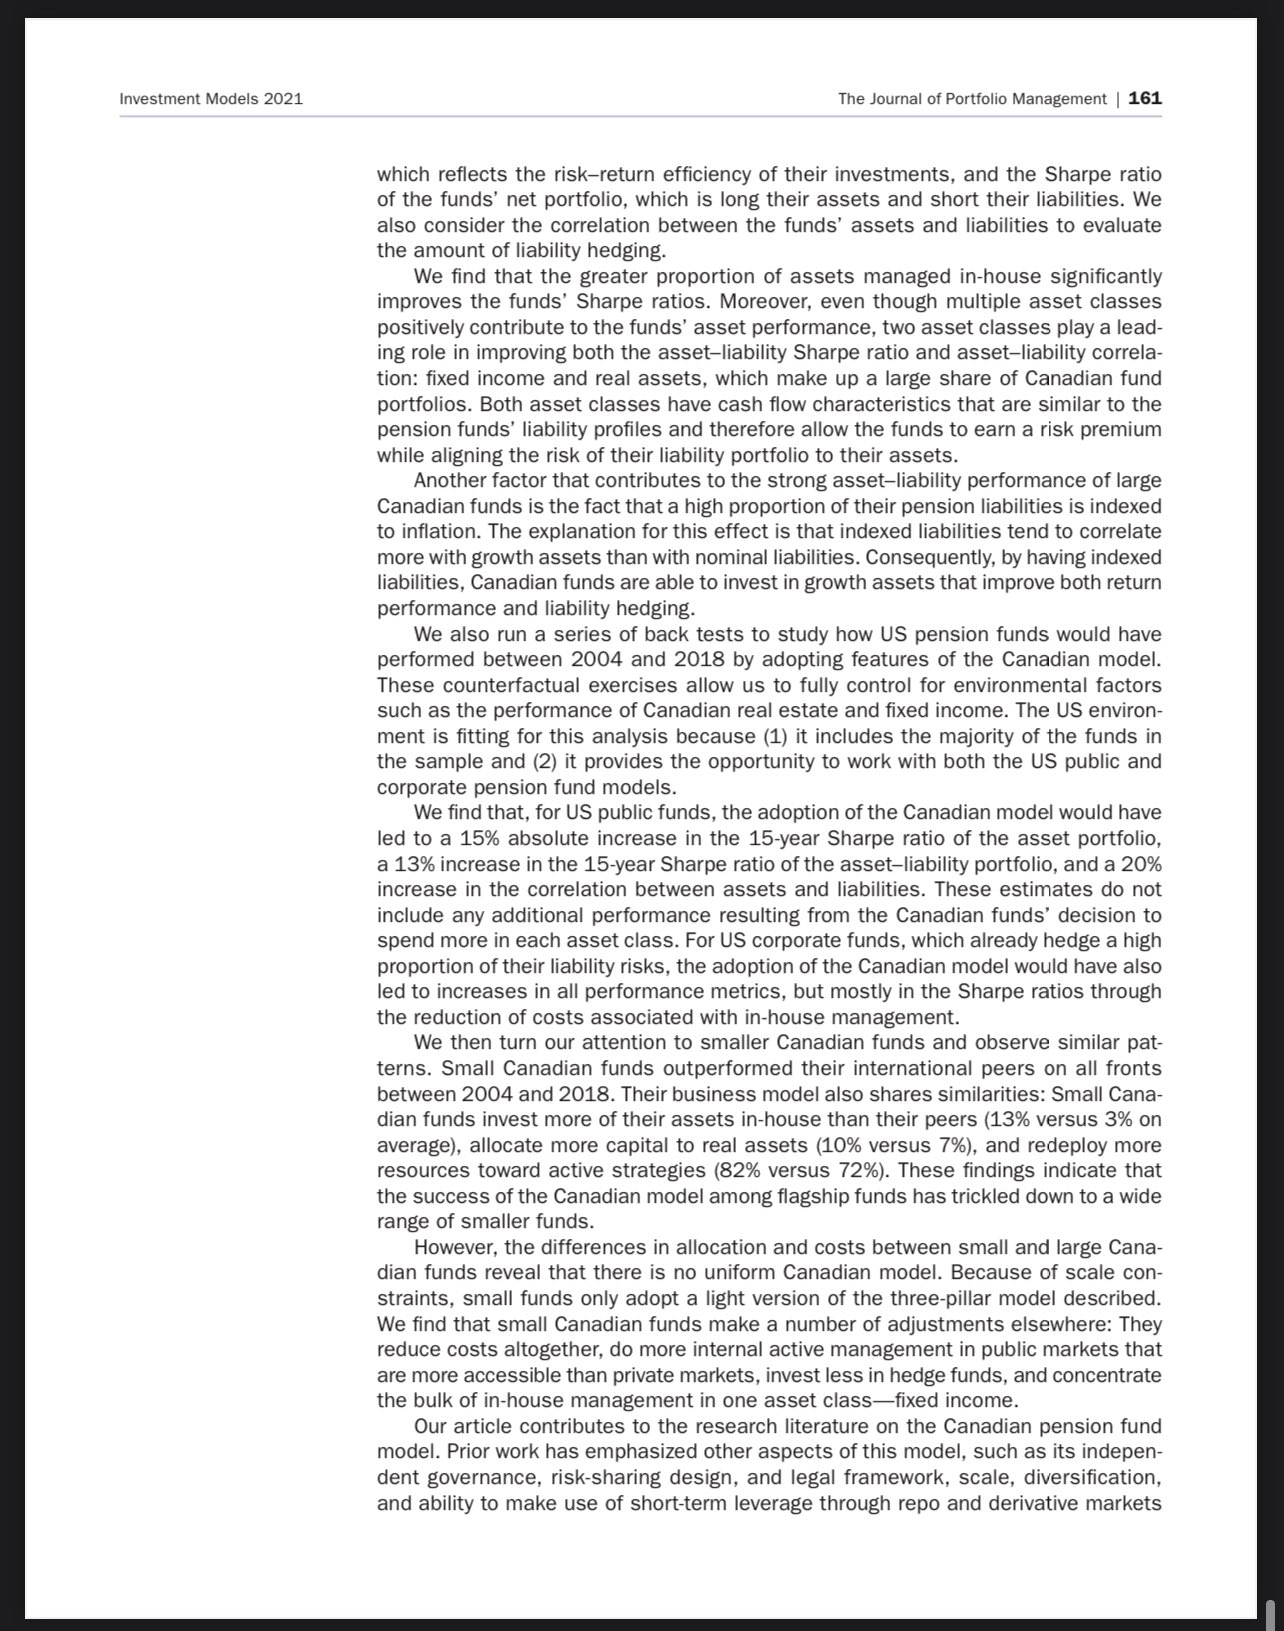 Investment Models 2021
The Journal of Portfolio Management | 161
which reflects the risk–return efficiency of their investments, and the Sharpe ratio
of the funds’ net portfolio, which is long their assets and short their liabilities. We
also consider the correlation between the funds’ assets and liabilities to evaluate
the amount of liability hedging.
We find that the greater proportion of assets managed in-house significantly
improves the funds’ Sharpe ratios. Moreover, even though multiple asset classes
positively contribute to the funds’ asset performance, two asset classes play a lead-
ing role in improving both the asset–liability Sharpe ratio and asset–liability correla-
tion: fixed income and real assets, which make up a large share of Canadian fund
portfolios. Both asset classes have cash flow characteristics that are similar to the
pension funds’ liability profiles and therefore allow the funds to earn a risk premium
while aligning the risk of their liability portfolio to their assets.
Another factor that contributes to the strong asset–liability performance of large
Canadian funds is the fact that a high proportion of their pension liabilities is indexed
to inflation. The explanation for this effect is that indexed liabilities tend to correlate
more with growth assets than with nominal liabilities. Consequently, by having indexed
liabilities, Canadian funds are able to invest in growth assets that improve both return
performance and liability hedging.
We also run a series of back tests to study how US pension funds would have
performed between 2004 and 2018 by adopting features of the Canadian model.
These counterfactual exercises allow us to fully control for environmental factors
such as the performance of Canadian real estate and fixed income. The US environ-
ment is fitting for this analysis because (1) it includes the majority of the funds in
the sample and (2) it provides the opportunity to work with both the US public and
corporate pension fund models.
We find that, for US public funds, the adoption of the Canadian model would have
led to a 15% absolute increase in the 15-year Sharpe ratio of the asset portfolio,
a 13% increase in the 15-year Sharpe ratio of the asset–liability portfolio, and a 20%
increase in the correlation between assets and liabilities. These estimates do not
include any additional performance resulting from the Canadian funds’ decision to
spend more in each asset class. For US corporate funds, which already hedge a high
proportion of their liability risks, the adoption of the Canadian model would have also
led to increases in all performance metrics, but mostly in the Sharpe ratios through
the reduction of costs associated with in-house management.
We then turn our attention to smaller Canadian funds and observe similar pat-
terns. Small Canadian funds outperformed their international peers on all fronts
between 2004 and 2018. Their business model also shares similarities: Small Cana-
dian funds invest more of their assets in-house than their peers (13% versus 3% on
average), allocate more capital to real assets (10% versus 7%), and redeploy more
resources toward active strategies (82% versus 72%). These findings indicate that
the success of the Canadian model among flagship funds has trickled down to a wide
range of smaller funds.
However, the differences in allocation and costs between small and large Cana-
dian funds reveal that there is no uniform Canadian model. Because of scale con-
straints, small funds only adopt a light version of the three-pillar model described.
We find that small Canadian funds make a number of adjustments elsewhere: They
reduce costs altogether, do more internal active management in public markets that
are more accessible than private markets, invest less in hedge funds, and concentrate
the bulk of in-house management in one asset class—fixed income.
Our article contributes to the research literature on the Canadian pension fund
model. Prior work has emphasized other aspects of this model, such as its indepen-
dent governance, risk-sharing design, and legal framework, scale, diversification,
and ability to make use of short-term leverage through repo and derivative markets